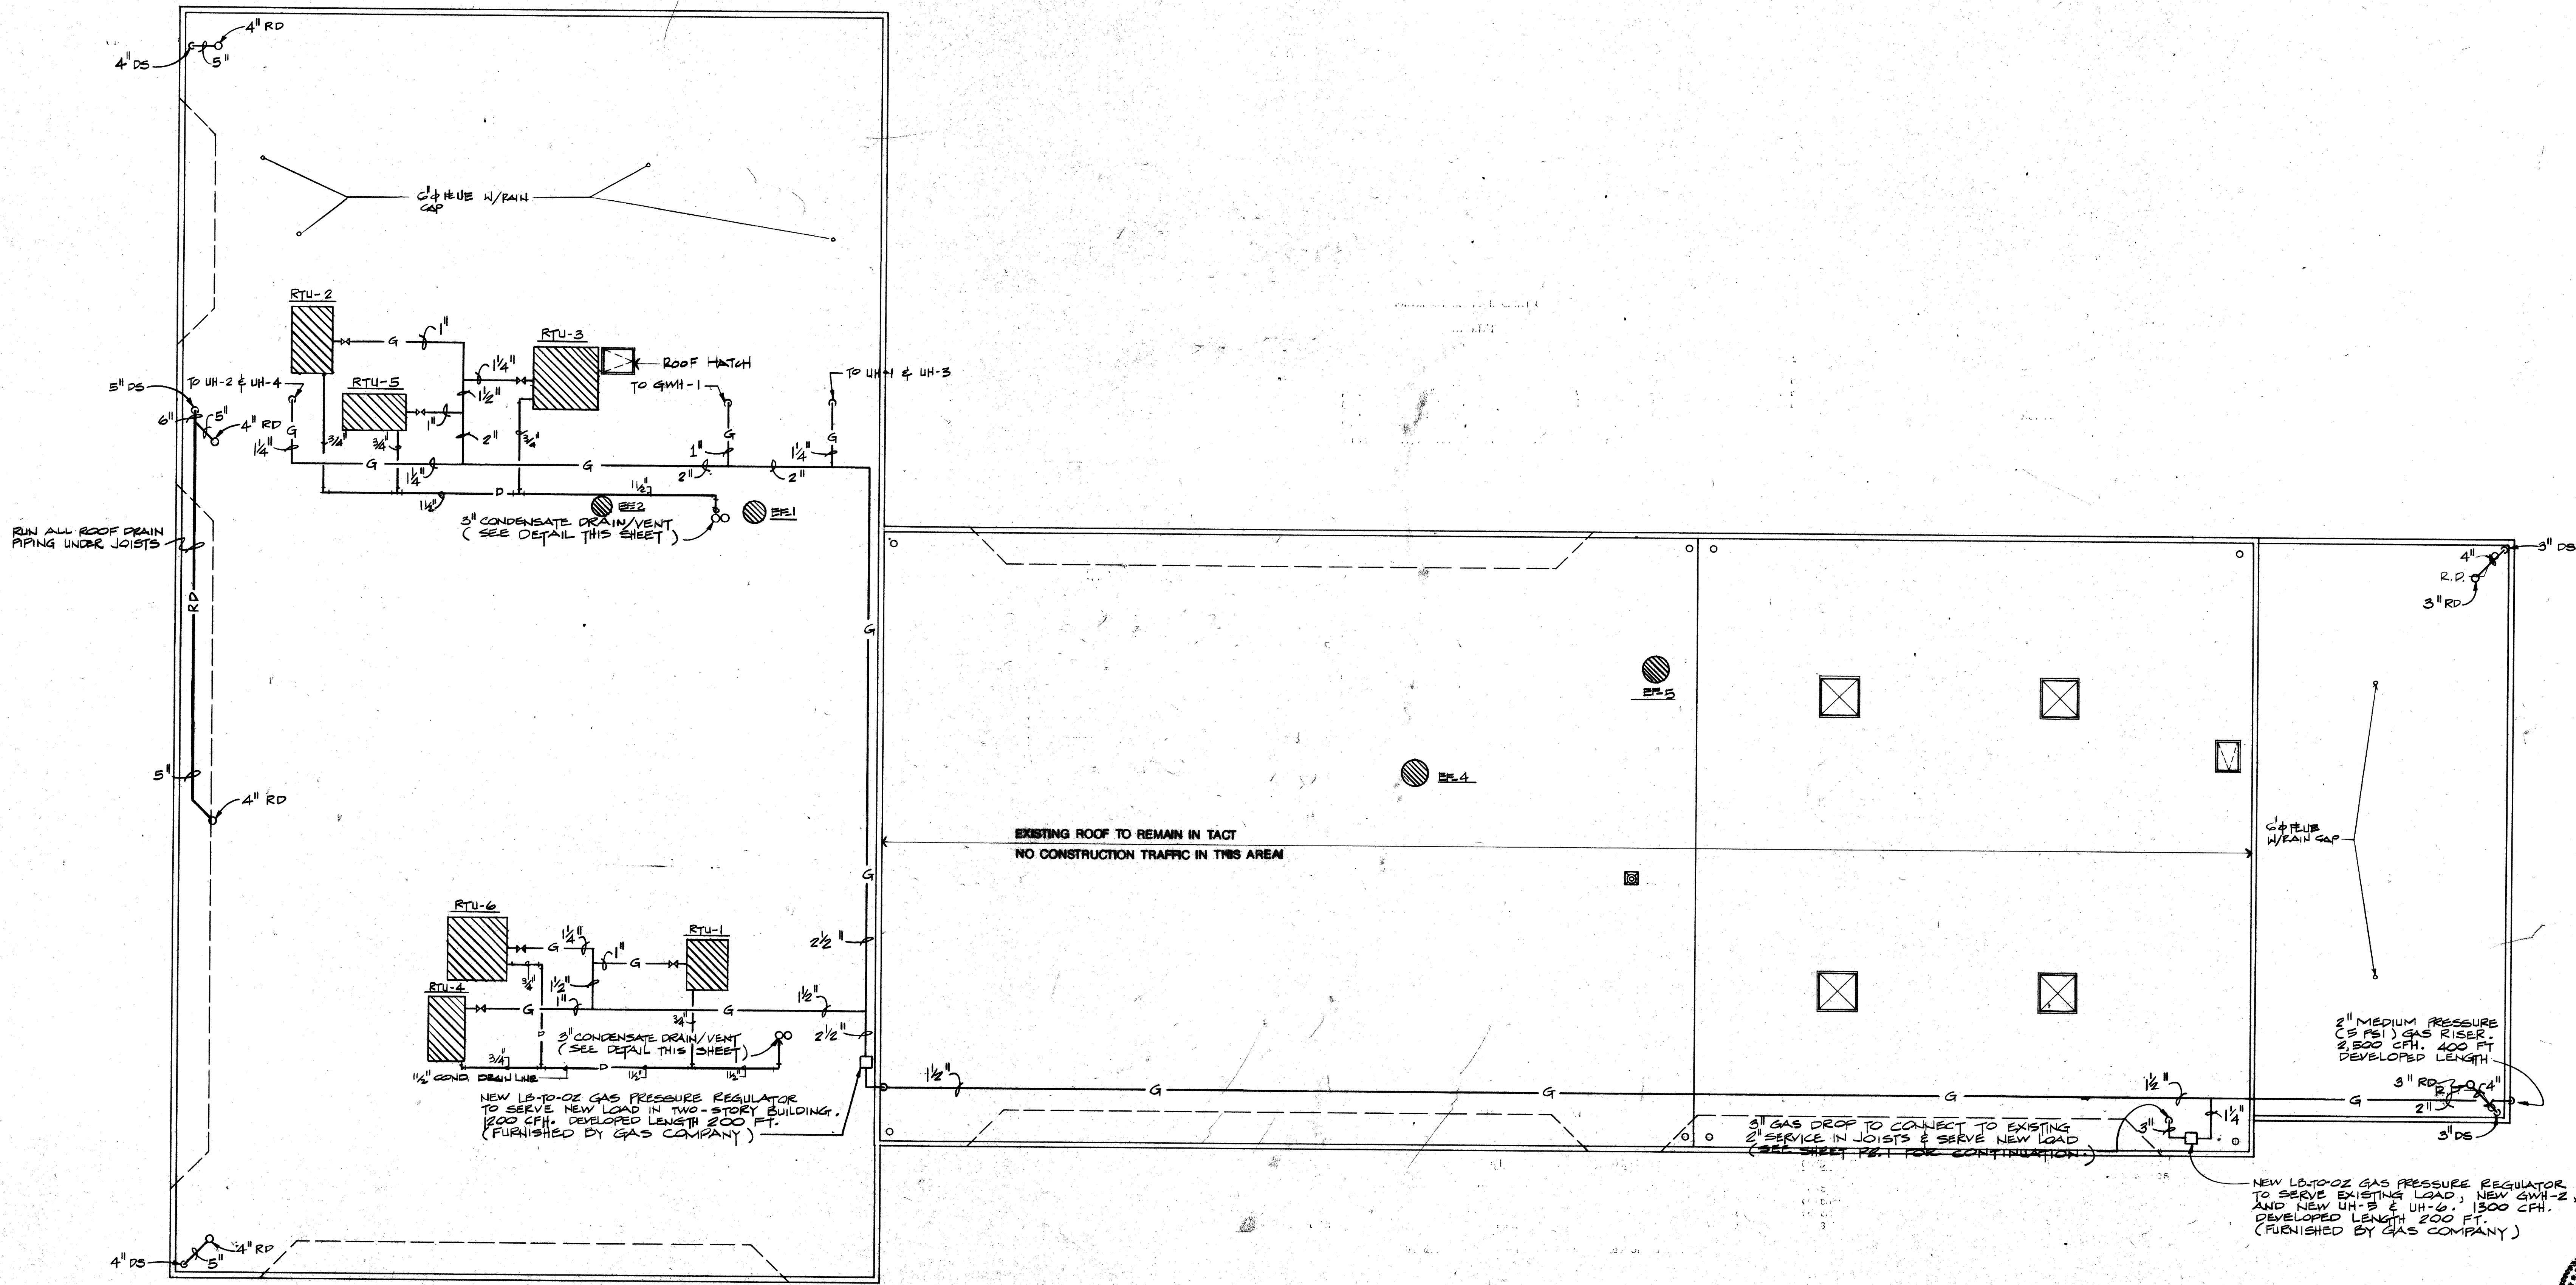 4" RD
4" DS
5"
6"φ FLUE W/RAIN
CAP
RTU-2
G
1"
RTU-3
1¼"
ROOF HATCH
TO UH-2 & UH-4
RTU-5
1½"
TO GWH-1
TO UH-1 & UH-3
5" DS
6"
5"
4" RD
1"
2"
G
1¼"
¾"
¾"
¾"
G
1"
G
1¼"
G
1¼"
G
2"
2"
1½"
D
1½"
EF-2
EF-1
3" CONDENSATE DRAIN/VENT
(SEE DETAIL THIS SHEET)
RUN ALL ROOF DRAIN
PIPING UNDER JOISTS
RD
G
5"
4" RD
G
3" DS
4"
R.D.
3" RD
EF-5
EF-4
EXISTING ROOF TO REMAIN IN TACT
NO CONSTRUCTION TRAFFIC IN THIS AREA
6"φ FLUE
W/RAIN CAP
RTU-6
1¼"
G
1"
G
RTU-1
2½"
¾"
1½"
RTU-4
G
1"
G
1½"
¾"
D
3" CONDENSATE DRAIN/VENT
(SEE DETAIL THIS SHEET)
2½"
¾"
D
1½"
1½"
1½" COND. DRAIN LINE
NEW LB-TO-OZ GAS PRESSURE REGULATOR
TO SERVE NEW LOAD IN TWO-STORY BUILDING.
1200 CFH. DEVELOPED LENGTH 200 FT.
(FURNISHED BY GAS COMPANY)
1½"
G
G
G
1½"
G
2" MEDIUM PRESSURE
(5 PSI) GAS RISER.
2,500 CFH. 400 FT
DEVELOPED LENGTH
3" RD
4"
2"
1¼"
3"
3" DS
3" GAS DROP TO CONNECT TO EXISTING
2" SERVICE IN JOISTS & SERVE NEW LOAD
(SEE SHEET P2.1 FOR CONTINUATION.)
NEW LB-TO-OZ GAS PRESSURE REGULATOR
TO SERVE EXISTING LOAD, NEW GWH-2,
AND NEW UH-5 & UH-6. 1300 CFH.
DEVELOPED LENGTH 200 FT.
(FURNISHED BY GAS COMPANY)
4" RD
4" DS
5"